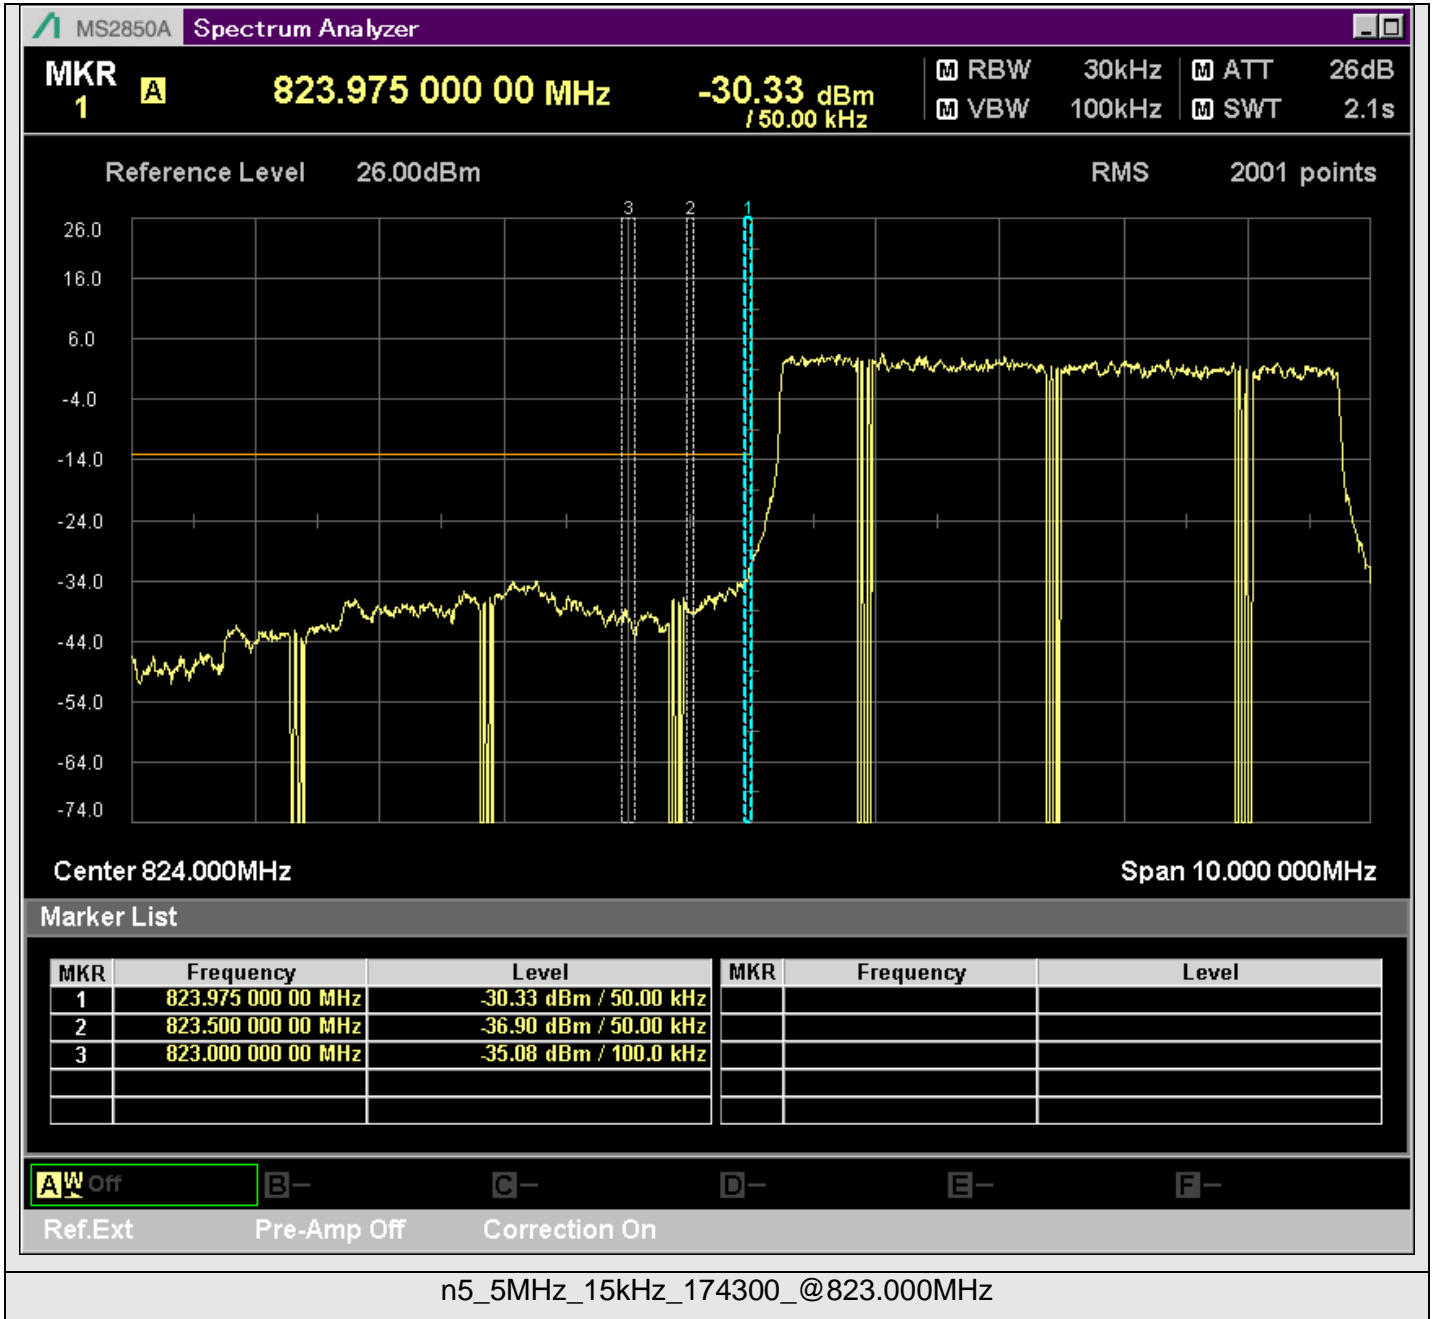 MS2850A Spectrum Analyzer
MKR 1 A 823.975 000 00 MHz -30.33 dBm / 50.00 kHz
M RBW 30kHz M ATT 26dB
M VBW 100kHz M SWT 2.1s
Reference Level 26.00dBm RMS 2001 points
3 2 1
26.0
16.0
6.0
-4.0
-14.0
-24.0
-34.0
-44.0
-54.0
-64.0
-74.0
Center 824.000MHz Span 10.000 000MHz
Marker List
MKR Frequency Level MKR Frequency Level
1 823.975 000 00 MHz -30.33 dBm / 50.00 kHz
2 823.500 000 00 MHz -36.90 dBm / 50.00 kHz
3 823.000 000 00 MHz -35.08 dBm / 100.0 kHz
A W Off B – C – D – E – F –
Ref.Ext Pre-Amp Off Correction On
n5_5MHz_15kHz_174300_@823.000MHz